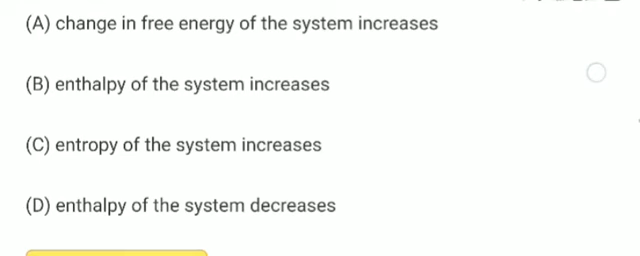 (A) change in free energy of the system increases
(B) enthalpy of the system increases
(C) entropy of the system increases
(D) enthalpy of the system decreases